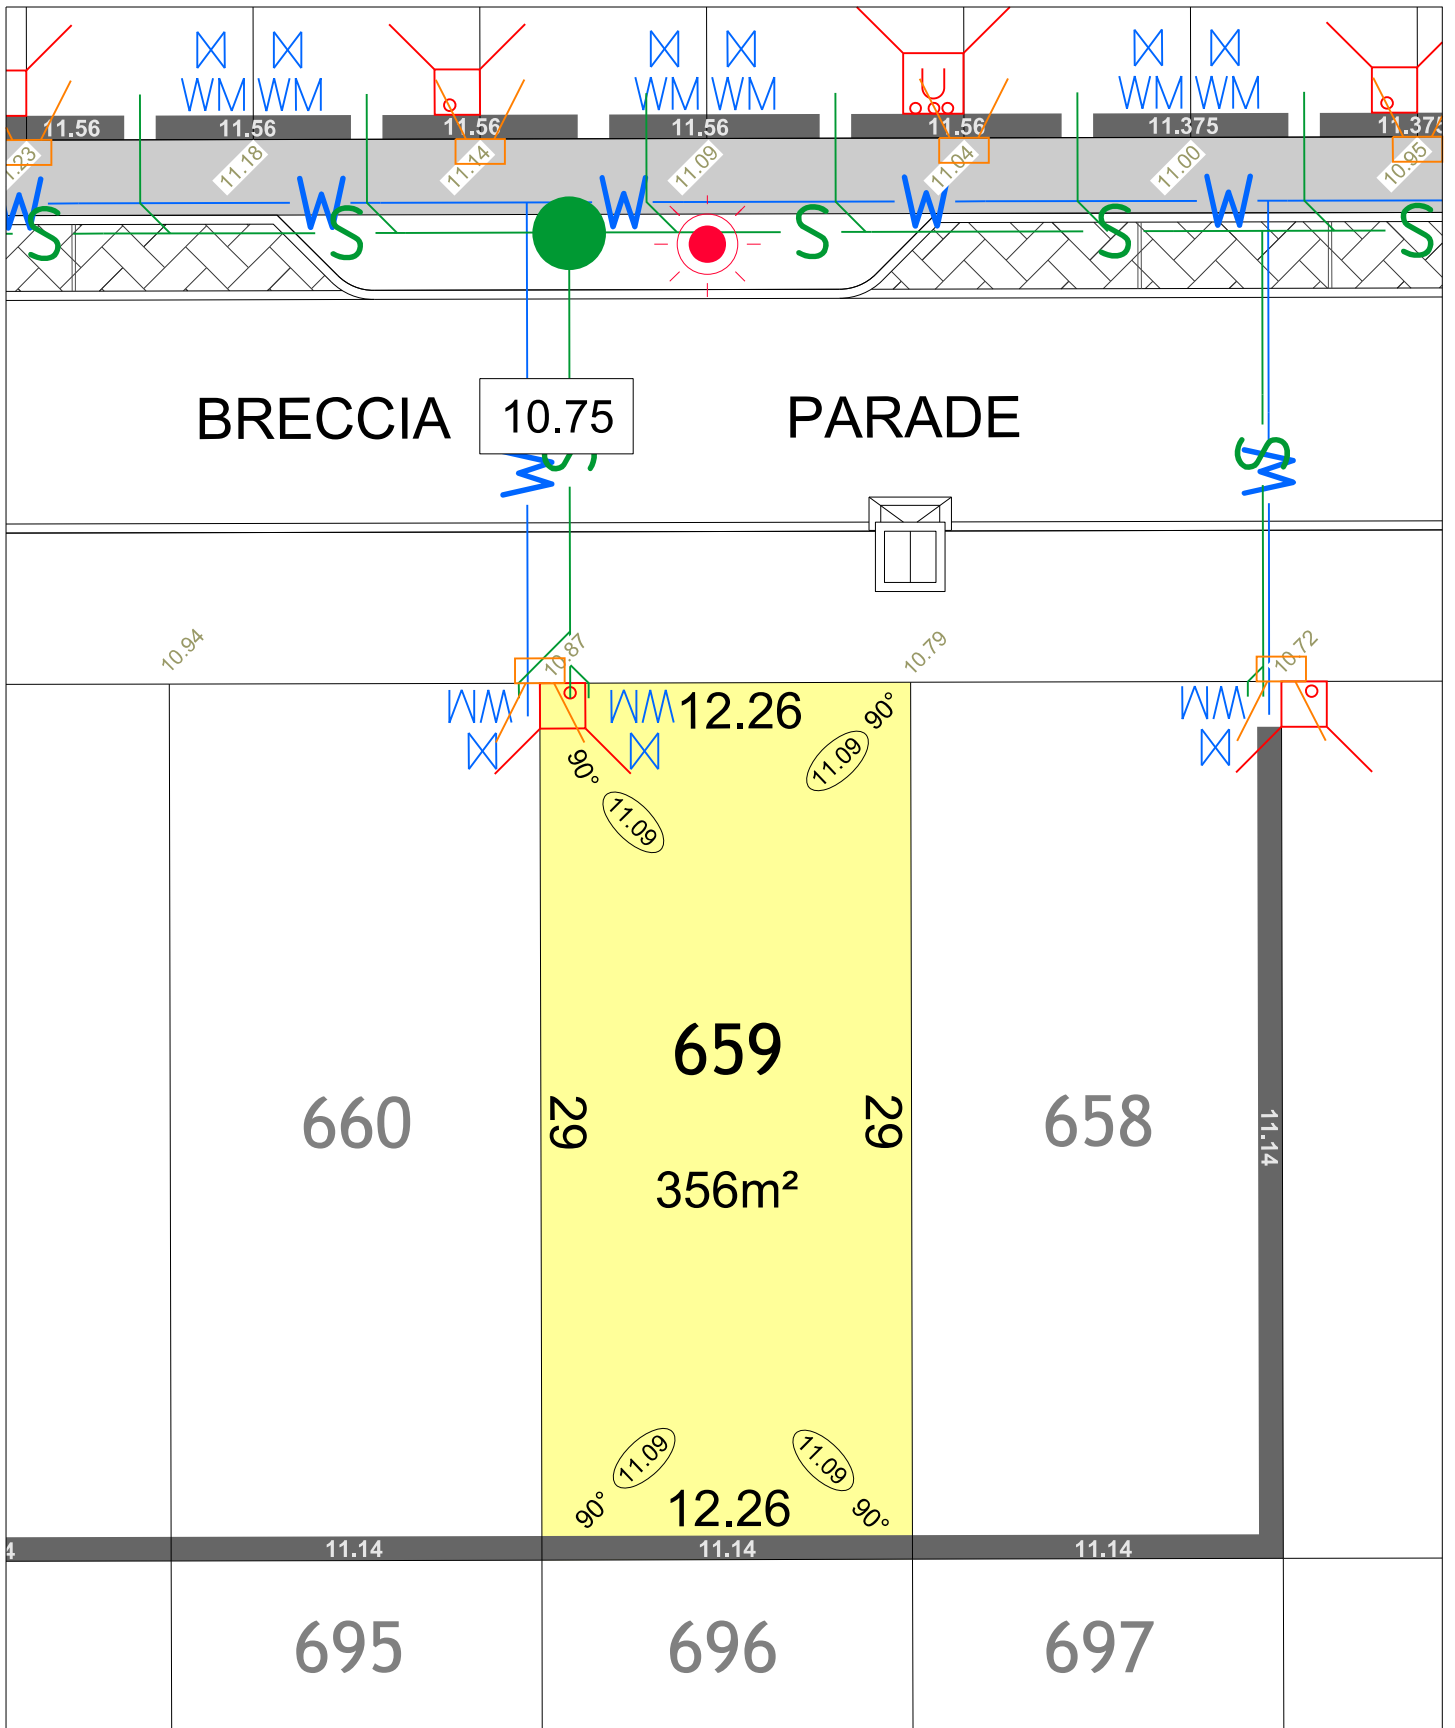 WM WM WM WM WM WM
U
11.56 11.56 11.56 11.56 11.56 11.375 11.375
11.18 11.14 11.09 11.04 11.00 10.95
W W W W W
S S S S S
BRECCIA 10.75 PARADE
W S S W
10.94 10.87 10.79 10.72
WM WM 12.26 90° WM
90° 11.09 11.09
659
660 29 29 658 11.14
356m²
11.09 11.09
90° 12.26 90°
11.14 11.14 11.14
695 696 697